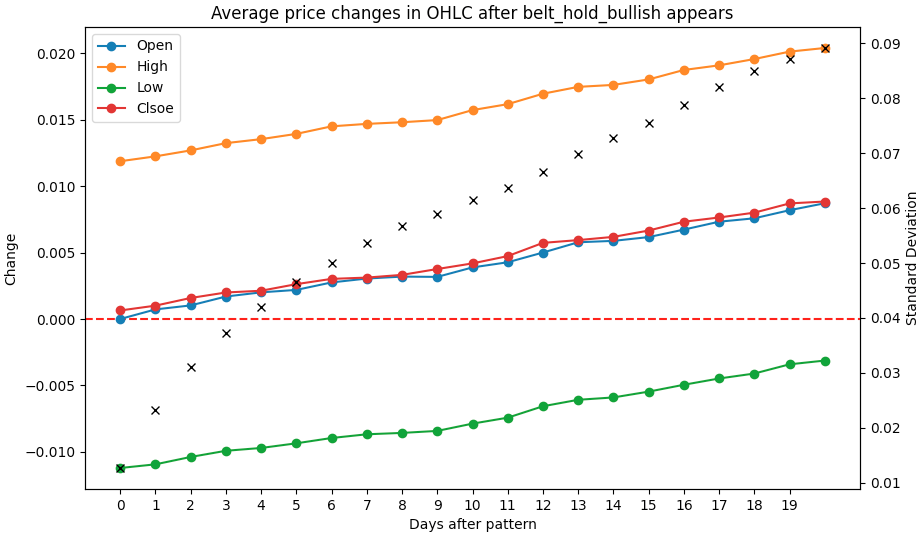 Average price changes in OHLC after belt_hold_bullish appears
Open
High
Low
Clsoe
0.020
0.015
0.010
0.005
0.000
−0.005
−0.010
Change
0.09
0.08
0.07
0.06
0.05
0.04
0.03
0.02
0.01
Standard Deviation
0 1 2 3 4 5 6 7 8 9 10 11 12 13 14 15 16 17 18 19
Days after pattern